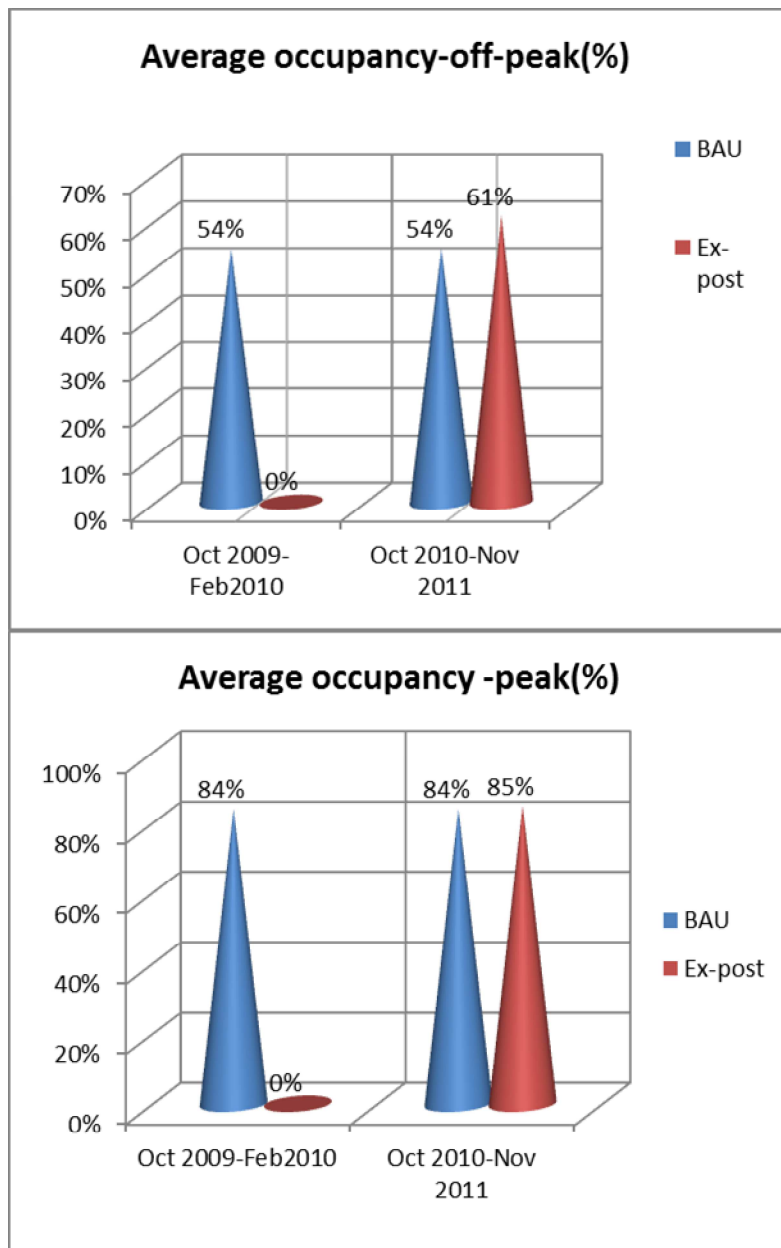 Average occupancy-off-peak(%)
BAU
Ex-
post
70%
60%
50%
40%
30%
20%
10%
0%
54%
0%
54%
61%
Oct 2009-
Feb2010
Oct 2010-Nov
2011
Average occupancy -peak(%)
100%
80%
60%
40%
20%
0%
84%
0%
84%
85%
BAU
Ex-post
Oct 2009-Feb2010
Oct 2010-Nov
2011